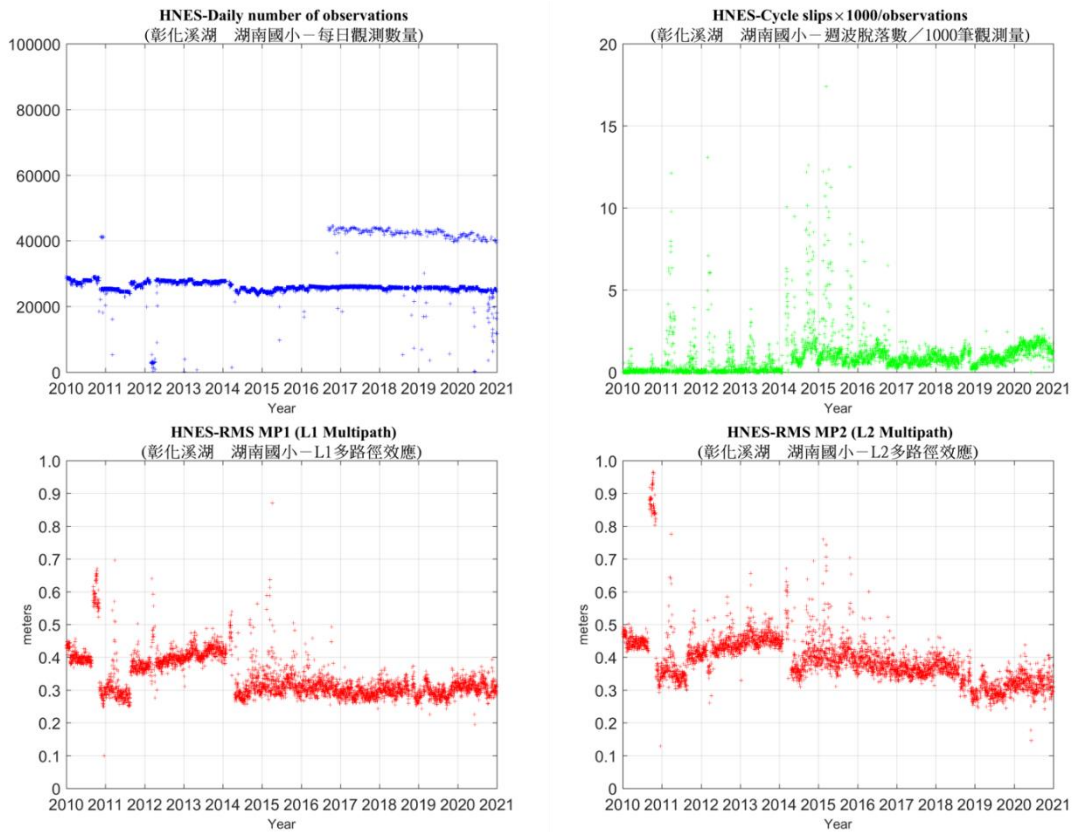 HNES-Daily number of observations
(彰化溪湖　湖南國小－每日觀測數量)
100000
80000
60000
40000
20000
0
2010 2011 2012 2013 2014 2015 2016 2017 2018 2019 2020 2021
Year
HNES-Cycle slips×1000/observations
(彰化溪湖　湖南國小－週波脫落數／1000筆觀測量)
20
15
10
5
0
2010 2011 2012 2013 2014 2015 2016 2017 2018 2019 2020 2021
Year
HNES-RMS MP1 (L1 Multipath)
(彰化溪湖　湖南國小－L1多路徑效應)
meters
1.0
0.9
0.8
0.7
0.6
0.5
0.4
0.3
0.2
0.1
0
2010 2011 2012 2013 2014 2015 2016 2017 2018 2019 2020 2021
Year
HNES-RMS MP2 (L2 Multipath)
(彰化溪湖　湖南國小－L2多路徑效應)
meters
1.0
0.9
0.8
0.7
0.6
0.5
0.4
0.3
0.2
0.1
0
2010 2011 2012 2013 2014 2015 2016 2017 2018 2019 2020 2021
Year